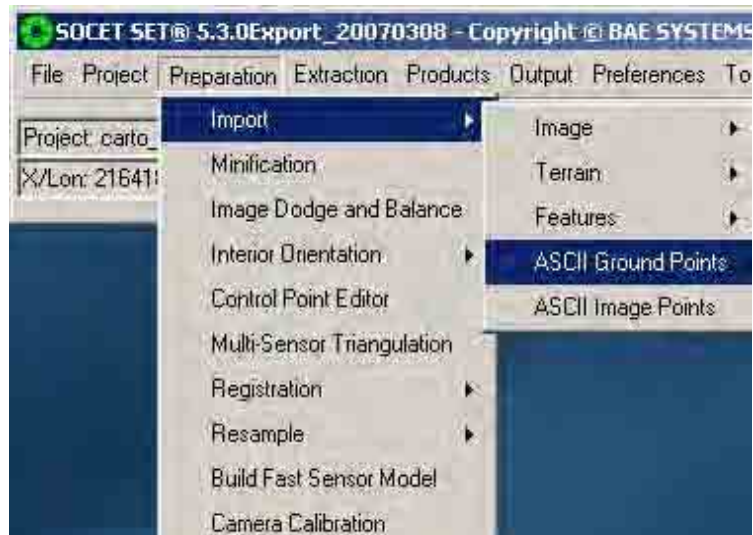 SOCET SET® 5.3.0Export_20070308 - Copyright © BAE SYSTEMS
File Project Preparation Extraction Products Output Preferences To
Project: carto_
X/Lon: 21641
Import
Minification
Image Dodge and Balance
Interior Orientation
Control Point Editor
Multi-Sensor Triangulation
Registration
Resample
Build Fast Sensor Model
Camera Calibration
Image
Terrain
Features
ASCII Ground Points
ASCII Image Points